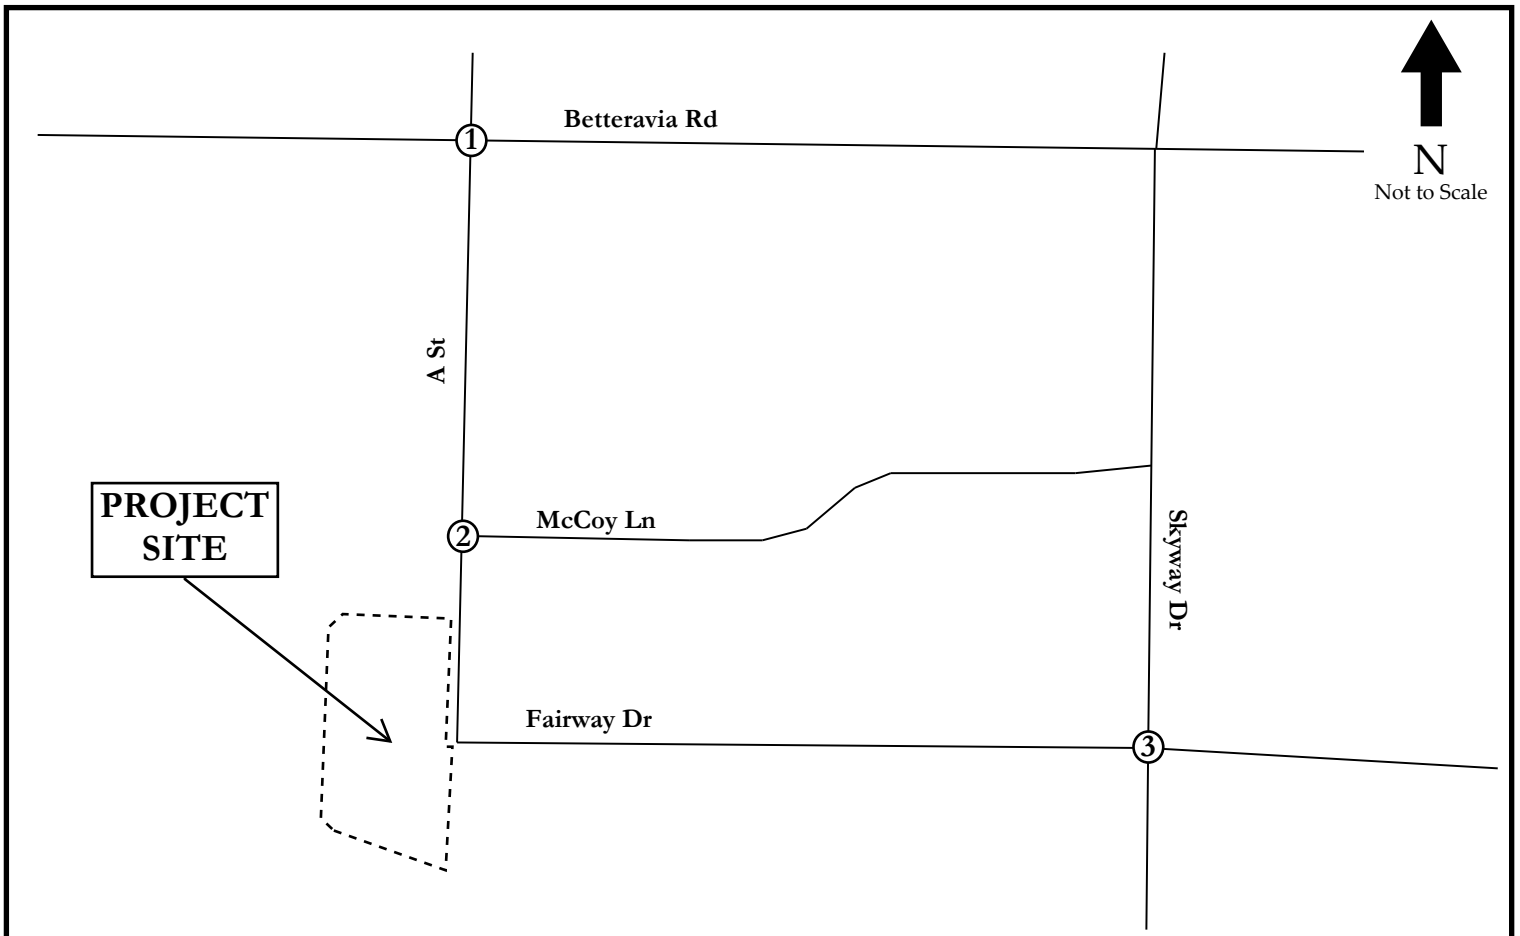 Betteravia Rd
1
N
Not to Scale
A St
PROJECT
SITE
McCoy Ln
2
Skyway Dr
Fairway Dr
3